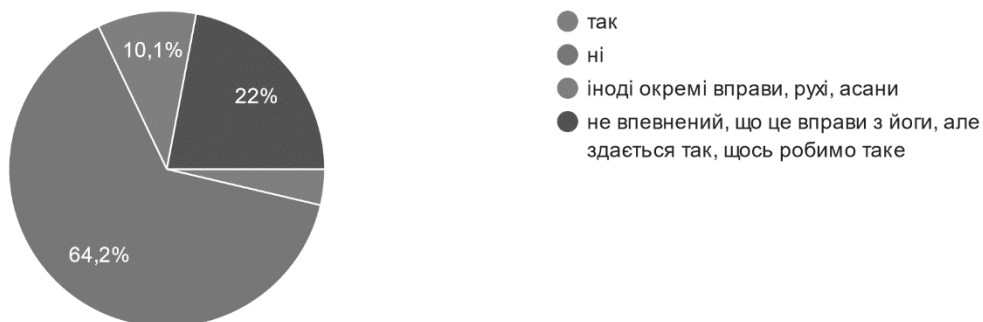 10,1%
22%
64,2%
так
ні
іноді окремі вправи, рухі, асани
не впевнений, що це вправи з йоги, але
здається так, щось робимо таке